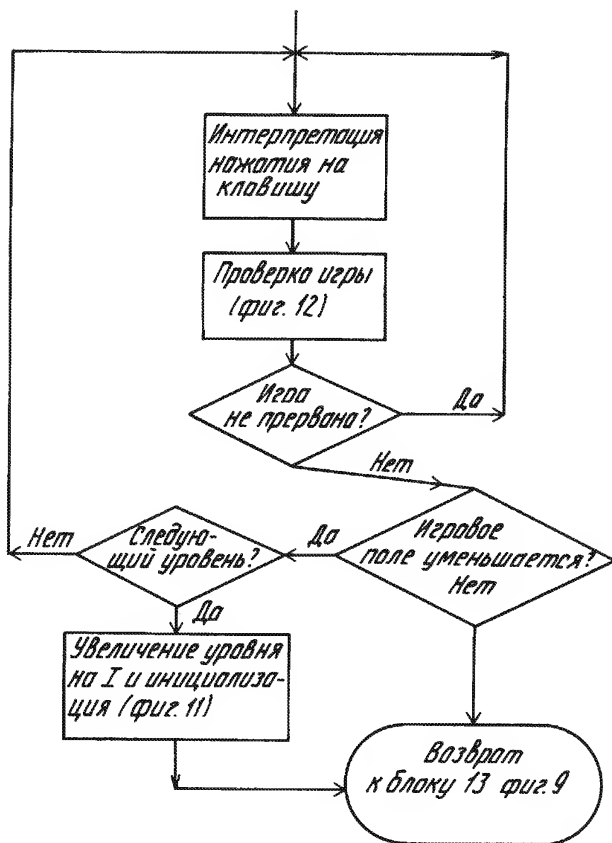 Интерпретация
нажатия на
клавишу
Проверка игры
(фиг. 12)
Игра
не прервана?
Да
Нет
Игровое
поле уменьшается?
Нет
Да
Следую-
щий уровень?
Нет
Да
Увеличение уровня
на I и инициализа-
ция (фиг. 11)
Возврат
к блоку 13 фиг. 9